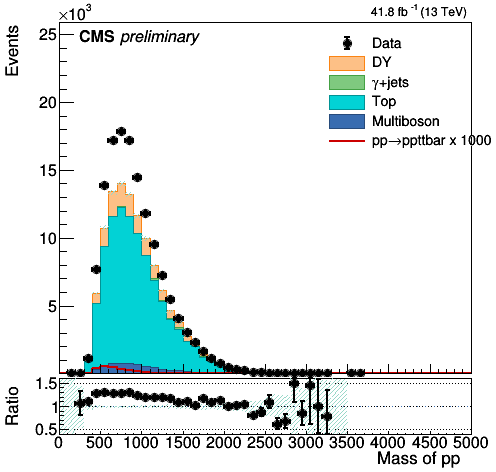 ×10³
41.8 fb⁻¹ (13 TeV)
CMS preliminary
Events
25
20
15
10
5
Data
DY
γ+jets
Top
Multiboson
pp→ppttbar x 1000
Ratio
1.5
1
0.5
0 500 1000 1500 2000 2500 3000 3500 4000 4500 5000
Mass of pp